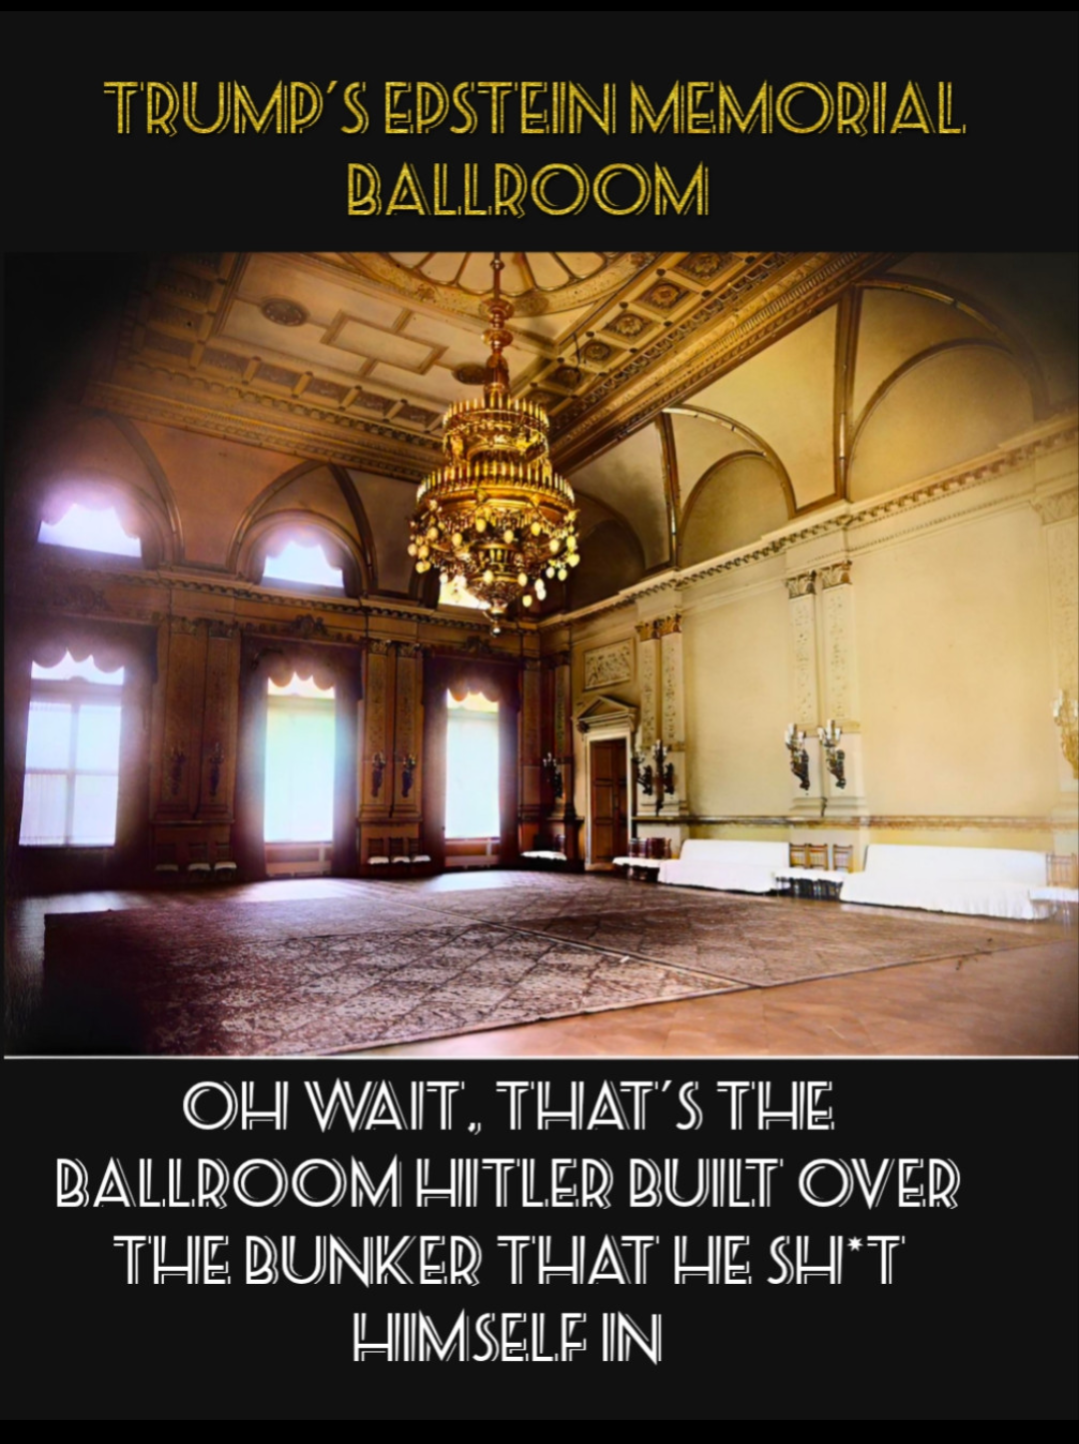 TRUMP'S EPSTEIN MEMORIAL
BALLROOM
OH WAIT., THAT'S THE
BALLROOM HITLER BUILT OVER
THE BUNKER THAT HE SH*T
HIMSELF IN